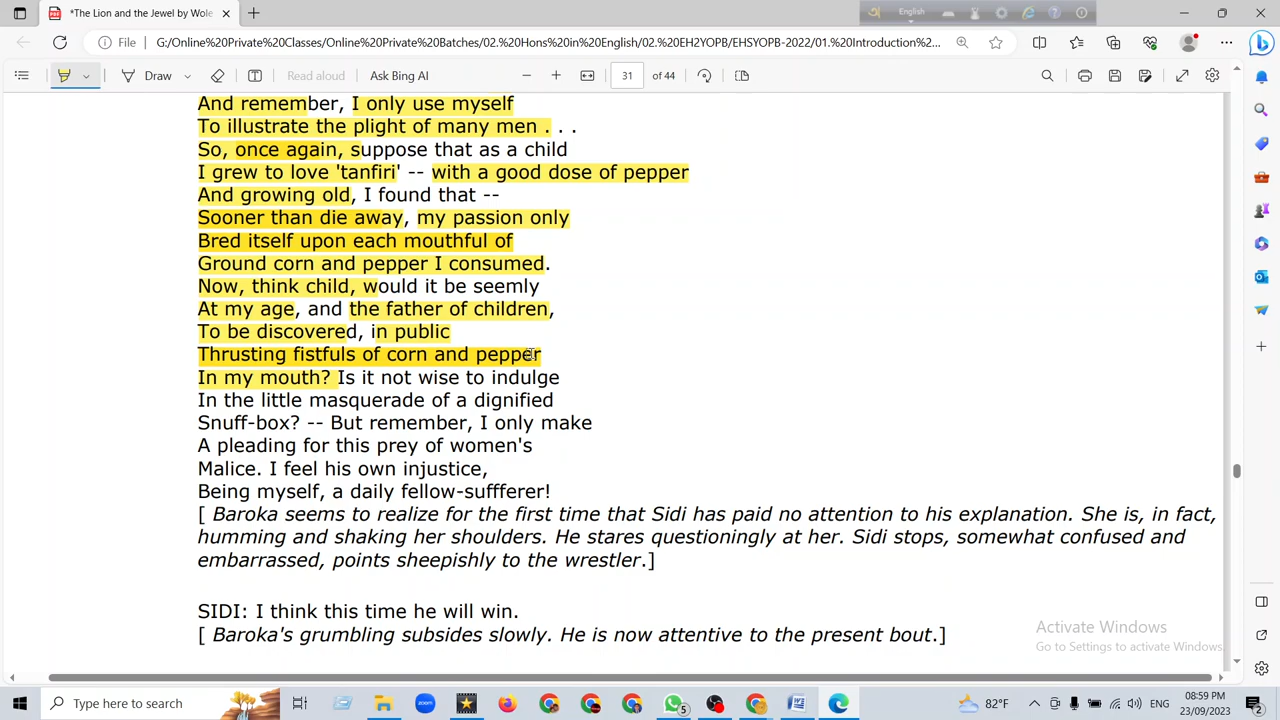 *The Lion and the Jewel by Wole
English
File
G:/Online%20Private%20Classes/Online%20Private%20Batches/02.%20Hons%20in%20English/02.%20EH2YOPB/EHSYOPB-2022/01.%20Introduction%2...
Draw
Read aloud
Ask Bing AI
31 of 44
And remember, I only use myself
To illustrate the plight of many men . . .
So, once again, suppose that as a child
I grew to love 'tanfiri' -- with a good dose of pepper
And growing old, I found that --
Sooner than die away, my passion only
Bred itself upon each mouthful of
Ground corn and pepper I consumed.
Now, think child, would it be seemly
At my age, and the father of children,
To be discovered, in public
Thrusting fistfuls of corn and pepper
In my mouth? Is it not wise to indulge
In the little masquerade of a dignified
Snuff-box? -- But remember, I only make
A pleading for this prey of women's
Malice. I feel his own injustice,
Being myself, a daily fellow-suffferer!
[ Baroka seems to realize for the first time that Sidi has paid no attention to his explanation. She is, in fact,
humming and shaking her shoulders. He stares questioningly at her. Sidi stops, somewhat confused and
embarrassed, points sheepishly to the wrestler.]
SIDI: I think this time he will win.
[ Baroka's grumbling subsides slowly. He is now attentive to the present bout.]
Activate Windows
Go to Settings to activate Windows.
Type here to search
zoom
5
82°F
ENG
08:59 PM
23/09/2023
2